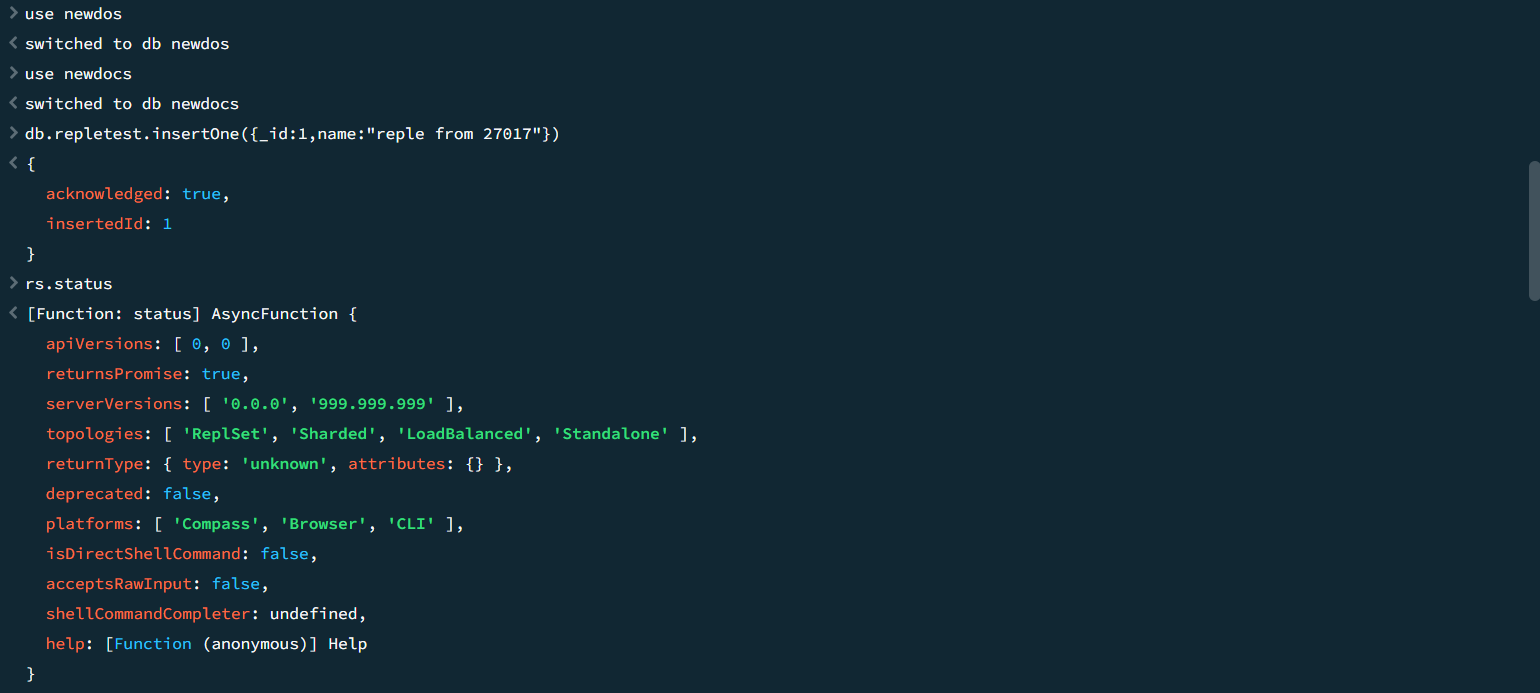 > use newdos
< switched to db newdos
> use newdocs
< switched to db newdocs
> db.repletest.insertOne({_id:1,name:"reple from 27017"})
< {
    acknowledged: true,
    insertedId: 1
  }
> rs.status
< [Function: status] AsyncFunction {
    apiVersions: [ 0, 0 ],
    returnsPromise: true,
    serverVersions: [ '0.0.0', '999.999.999' ],
    topologies: [ 'ReplSet', 'Sharded', 'LoadBalanced', 'Standalone' ],
    returnType: { type: 'unknown', attributes: {} },
    deprecated: false,
    platforms: [ 'Compass', 'Browser', 'CLI' ],
    isDirectShellCommand: false,
    acceptsRawInput: false,
    shellCommandCompleter: undefined,
    help: [Function (anonymous)] Help
  }